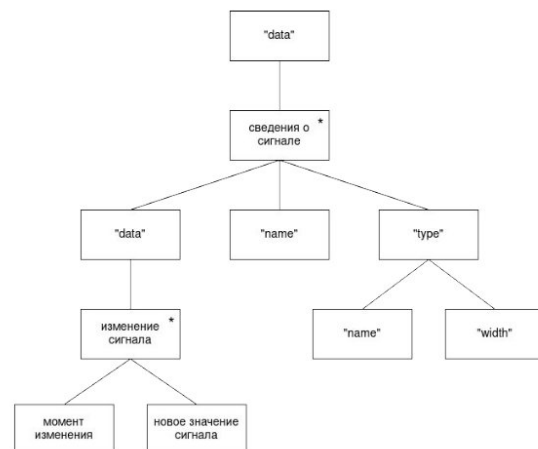 "data"
сведения о *
сигнале
"data"
"name"
"type"
изменение *
сигнала
"name"
"width"
момент
изменения
новое значение
сигнала